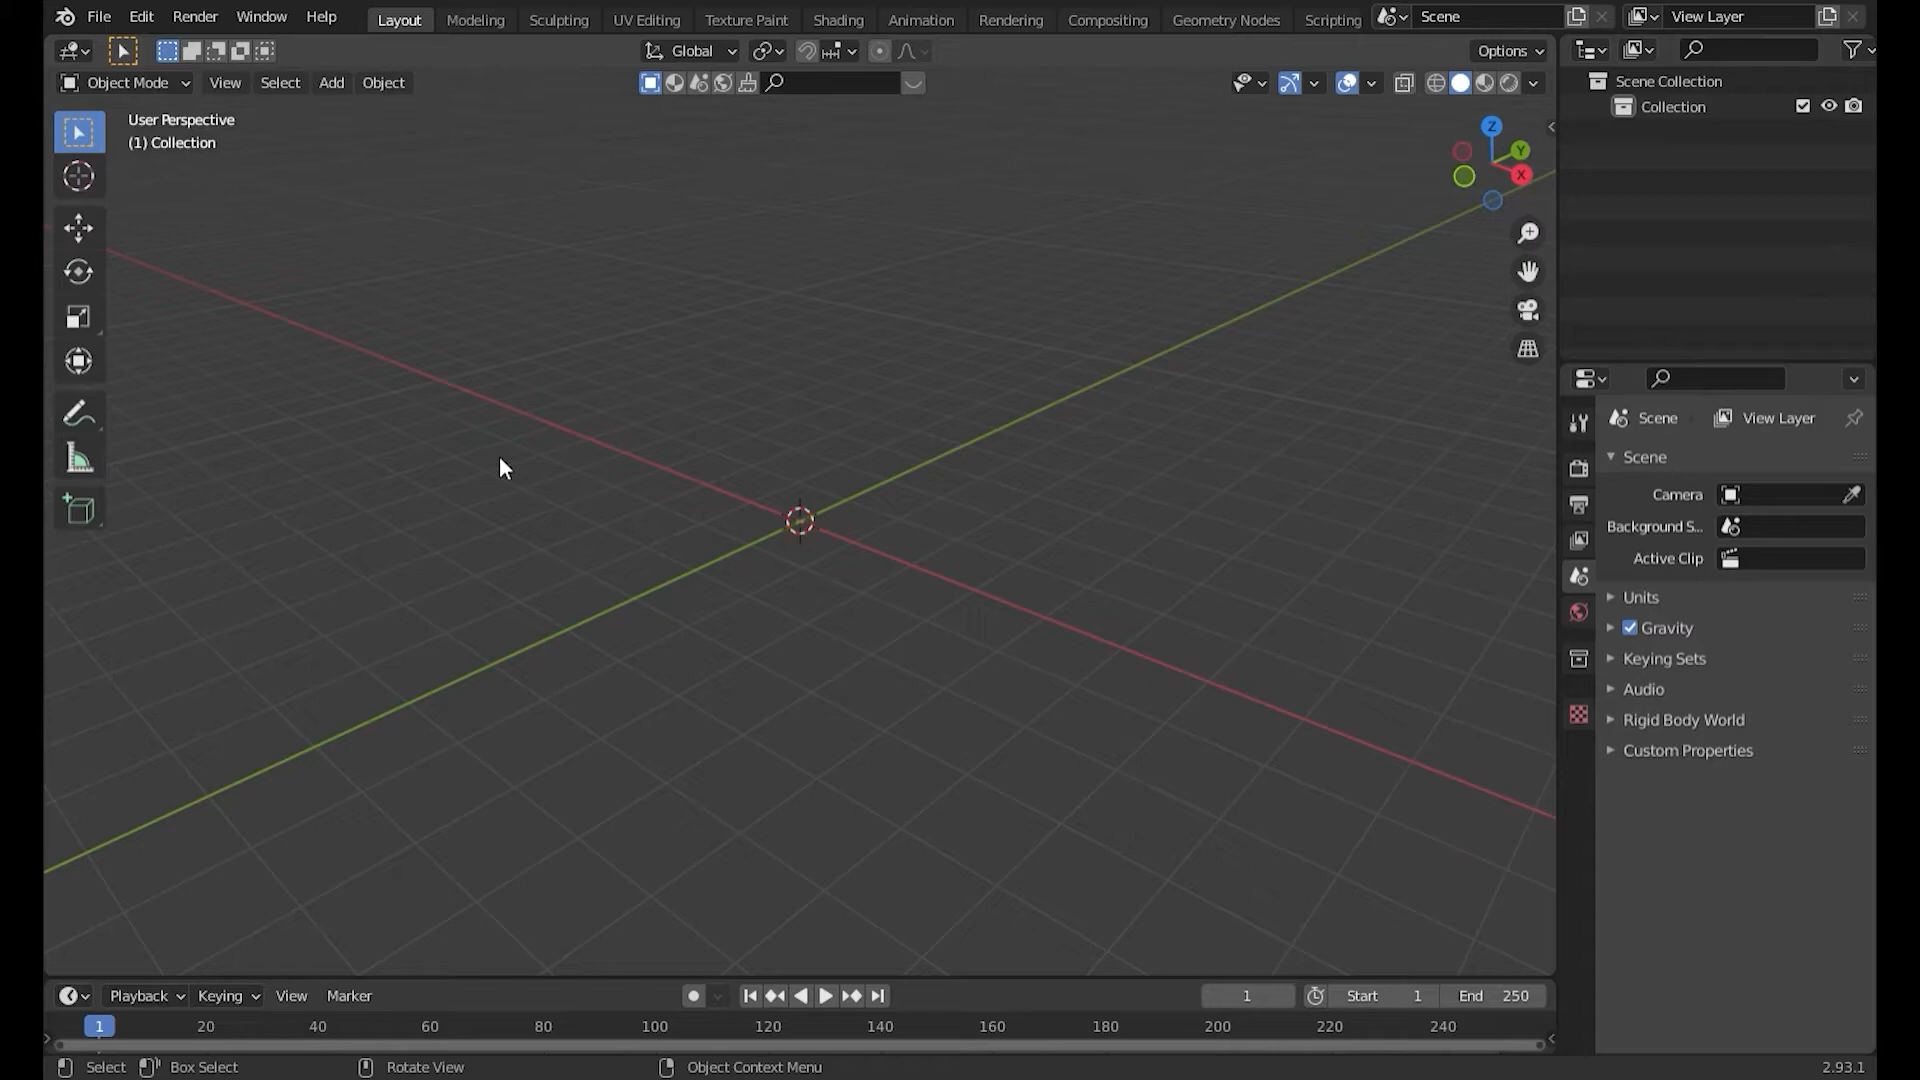 File Edit Render Window Help Layout Modeling Sculpting UV Editing Texture Paint Shading Animation Rendering Compositing Geometry Nodes Scripting Scene View Layer
Global Options
Object Mode View Select Add Object
User Perspective
(1) Collection
Z
Y
X
Scene Collection
Collection
Scene View Layer
Scene
Camera
Background S...
Active Clip
Units
Gravity
Keying Sets
Audio
Rigid Body World
Custom Properties
Playback Keying View Marker 1 Start 1 End 250
1 20 40 60 80 100 120 140 160 180 200 220 240
Select Box Select Rotate View Object Context Menu 2.93.1